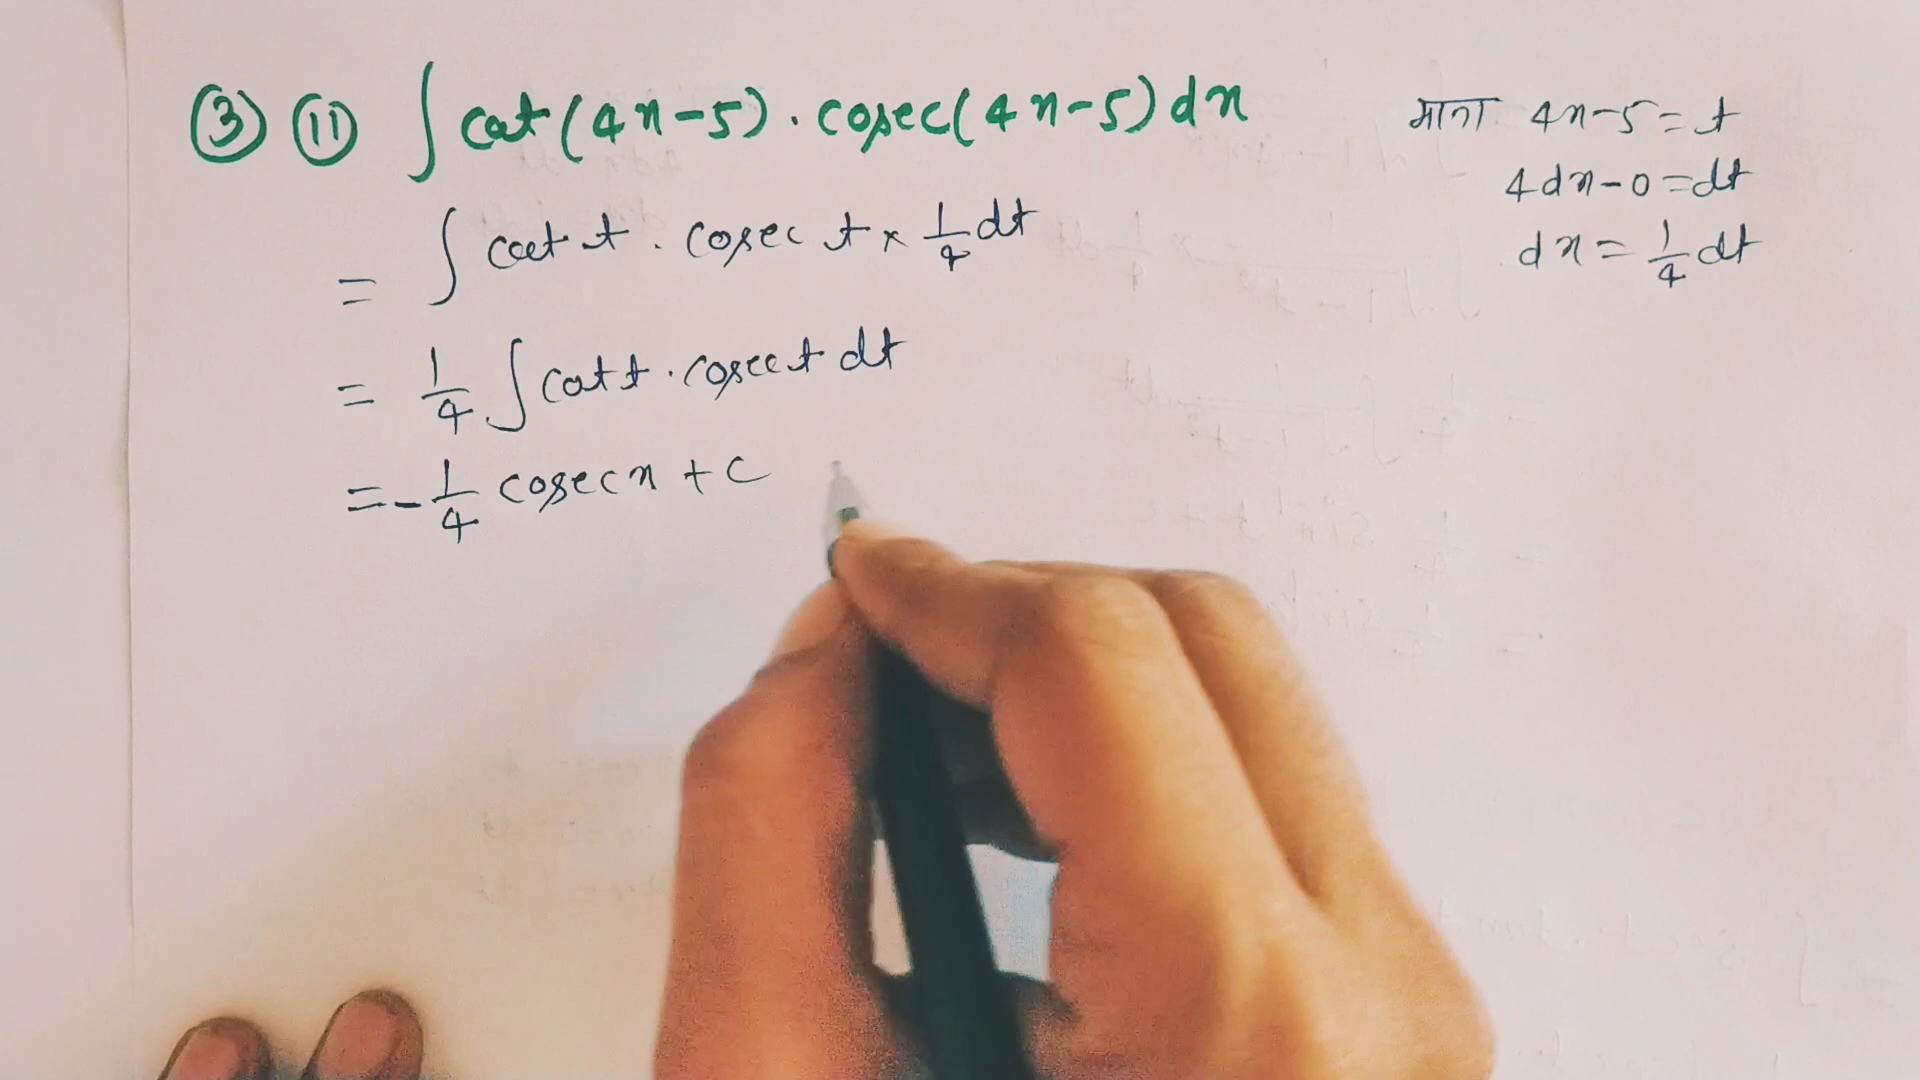 ③ ⑪ ∫ cot(4x-5).cosec(4x-5)dx
= ∫ cot t . cosec t × 1/4 dt
= 1/4 ∫ cot t . cosec t dt
= - 1/4 cosec x + c
माना 4x-5=t
4dx-0=dt
dx = 1/4 dt